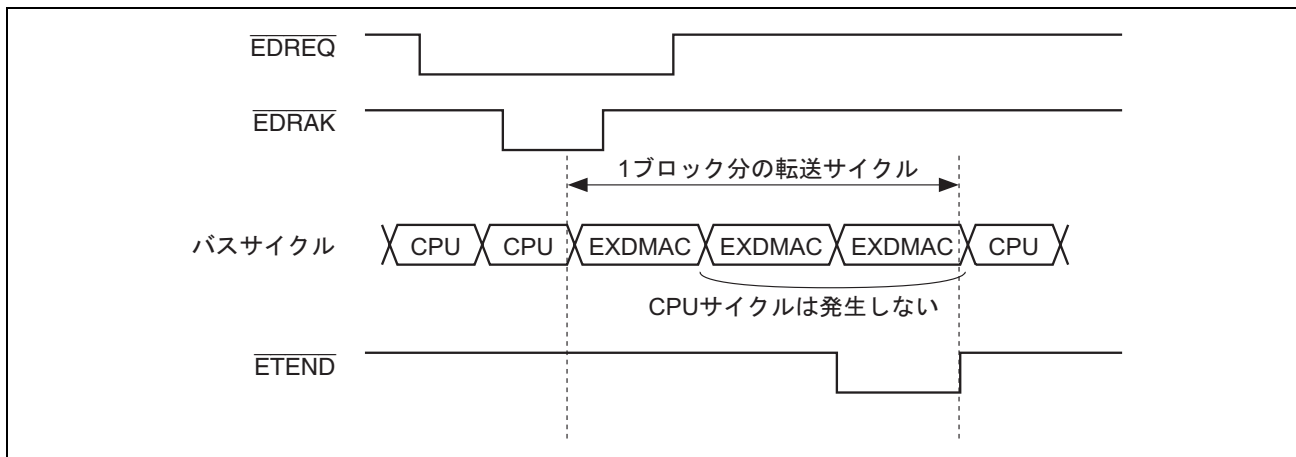 EDREQ
EDRAK
1ブロック分の転送サイクル
バスサイクル CPU CPU EXDMAC EXDMAC EXDMAC CPU
CPUサイクルは発生しない
ETEND